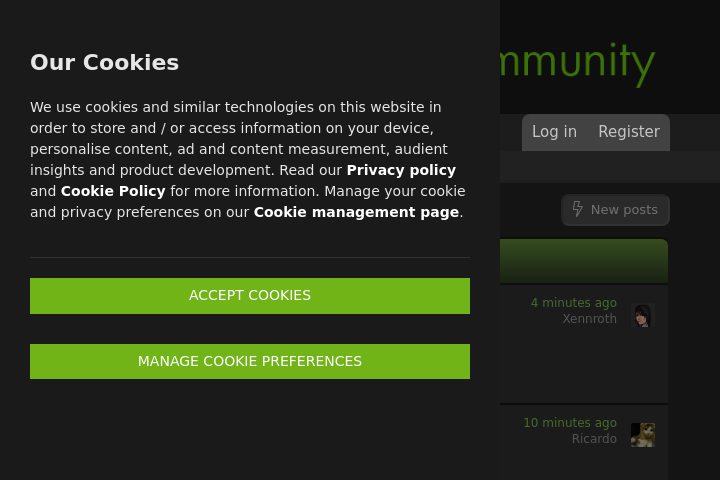 Our Cookies
We use cookies and similar technologies on this website in
order to store and / or access information on your device,
personalise content, ad and content measurement, audient
insights and product development. Read our Privacy policy
and Cookie Policy for more information. Manage your cookie
and privacy preferences on our Cookie management page.
ACCEPT COOKIES
MANAGE COOKIE PREFERENCES
mmunity
Log in Register
New posts
4 minutes ago
Xennroth
10 minutes ago
Ricardo